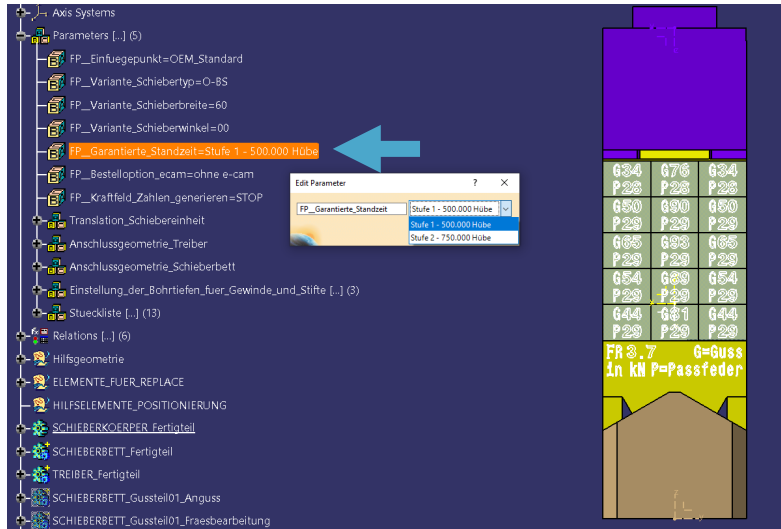 Axis Systems
Parameters [...] (5)
FP__Einfuegepunkt=OEM_Standard
FP__Variante_Schiebertyp=O-BS
FP__Variante_Schieberbreite=60
FP__Variante_Schieberwinkel=00
FP__Garantierte_Standzeit=Stufe 1 - 500.000 Hübe
FP__Bestelloption_ecam=ohne e-cam
FP__Kraftfeld_Zahlen_generieren=STOP
Translation_Schiebereinheit
Anschlussgeometrie_Treiber
Anschlussgeometrie_Schieberbett
Einstellung_der_Bohrtiefen_fuer_Gewinde_und_Stifte [...] (3)
Stueckliste [...] (13)
Relations [...] (6)
Hilfsgeometrie
ELEMENTE_FUER_REPLACE
HILFSELEMENTE_POSITIONIERUNG
SCHIEBERKOERPER_Fertigteil
SCHIEBERBETT_Fertigteil
TREIBER_Fertigteil
SCHIEBERBETT_Gussteil01_Anguss
SCHIEBERBETT_Gussteil01_Fraesbearbeitung
Edit Parameter ? ×
FP__Garantierte_Standzeit Stufe 1 - 500.000 Hübe
Stufe 1 - 500.000 Hübe
Stufe 2 - 750.000 Hübe
G34 G76 G34
P28 P28 P28
G50 G90 G50
P29 P29 P29
G65 G93 G65
P29 P29 P29
G54 G89 G54
P29 P29 P29
G44 G81 G44
P29 P29 P29
FR 3.7 G=Guss
in kN P=Passfeder